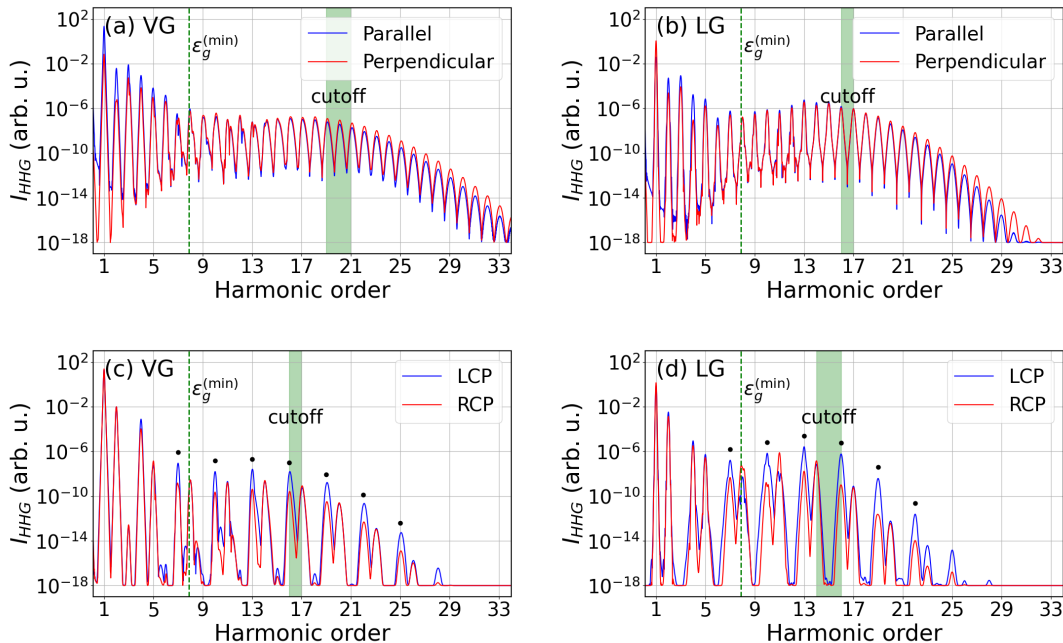 (a) VG
Parallel
Perpendicular
ε_g^(min)
cutoff
I_HHG (arb. u.)
10^2
10^−2
10^−6
10^−10
10^−14
10^−18
1 5 9 13 17 21 25 29 33
Harmonic order
(b) LG
Parallel
Perpendicular
ε_g^(min)
cutoff
I_HHG (arb. u.)
10^2
10^−2
10^−6
10^−10
10^−14
10^−18
1 5 9 13 17 21 25 29 33
Harmonic order
(c) VG
LCP
RCP
ε_g^(min)
cutoff
I_HHG (arb. u.)
10^2
10^−2
10^−6
10^−10
10^−14
10^−18
1 5 9 13 17 21 25 29 33
Harmonic order
(d) LG
LCP
RCP
ε_g^(min)
cutoff
I_HHG (arb. u.)
10^2
10^−2
10^−6
10^−10
10^−14
10^−18
1 5 9 13 17 21 25 29 33
Harmonic order